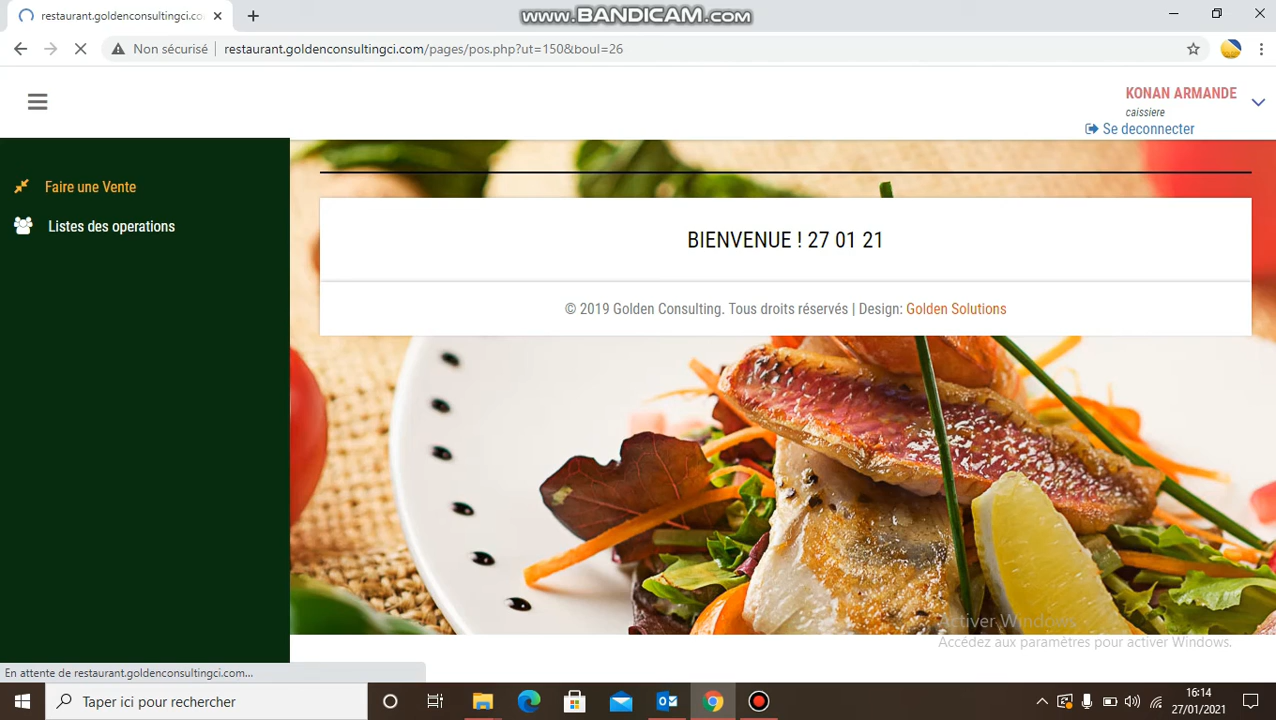 restaurant.goldenconsultingci.co
www.BANDICAM.com
Non sécurisé
restaurant.goldenconsultingci.com/pages/pos.php?ut=150&boul=26
KONAN ARMANDE
caissiere
Se deconnecter
Faire une Vente
Listes des operations
BIENVENUE ! 27 01 21
© 2019 Golden Consulting. Tous droits réservés | Design: Golden Solutions
Activer Windows
Accédez aux paramètres pour activer Windows.
En attente de restaurant.goldenconsultingci.com...
Taper ici pour rechercher
16:14
27/01/2021